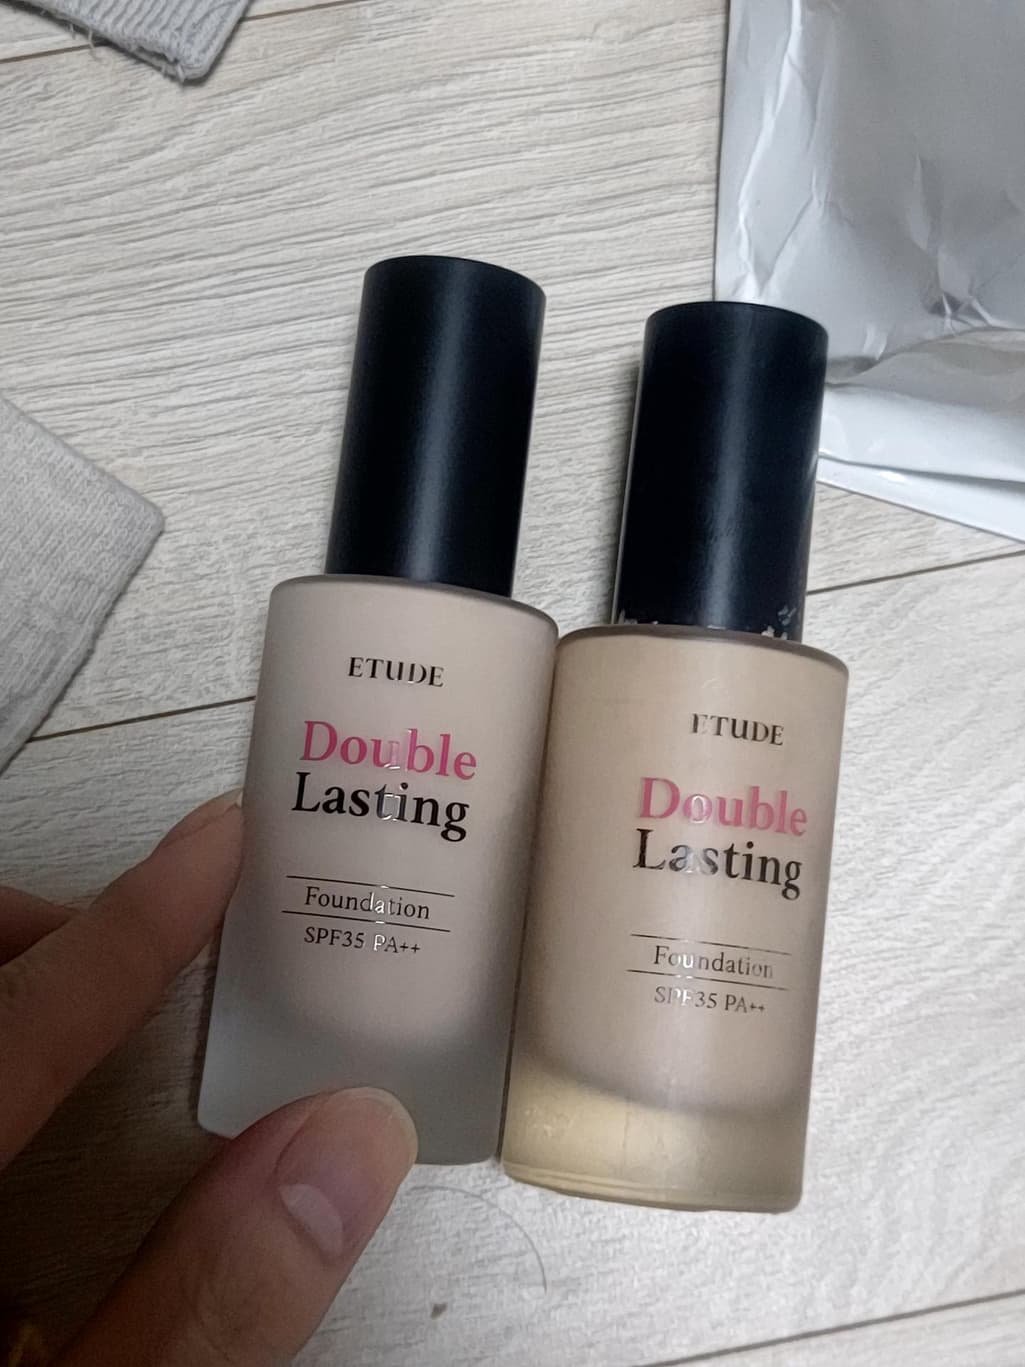 ETUDE
Double
Lasting
Foundation
SPF35 PA++
ETUDE
Double
Lasting
Foundation
SPF35 PA++